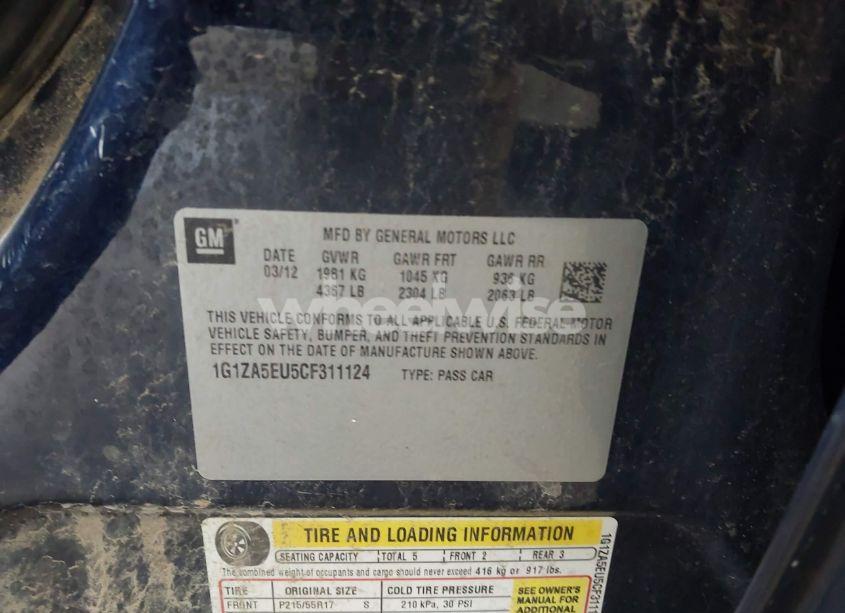 GM
MFD BY GENERAL MOTORS LLC
DATE GVWR GAWR FRT GAWR RR
03/12 1981 KG 1045 KG 936 KG
4367 LB 2304 LB 2063 LB
wheelwise
THIS VEHICLE CONFORMS TO ALL APPLICABLE U.S. FEDERAL MOTOR
VEHICLE SAFETY, BUMPER, AND THEFT PREVENTION STANDARDS IN
EFFECT ON THE DATE OF MANUFACTURE SHOWN ABOVE.
1G1ZA5EU5CF311124 TYPE: PASS CAR
TIRE AND LOADING INFORMATION
SEATING CAPACITY TOTAL 5 FRONT 2 REAR 3
The combined weight of occupants and cargo should never exceed 416 kg or 917 lbs.
TIRE ORIGINAL SIZE COLD TIRE PRESSURE
FRONT P215/55R17 S 210 kPa, 30 PSI
SEE OWNER'S
MANUAL FOR
ADDITIONAL
1G1ZA5EU5CF3111